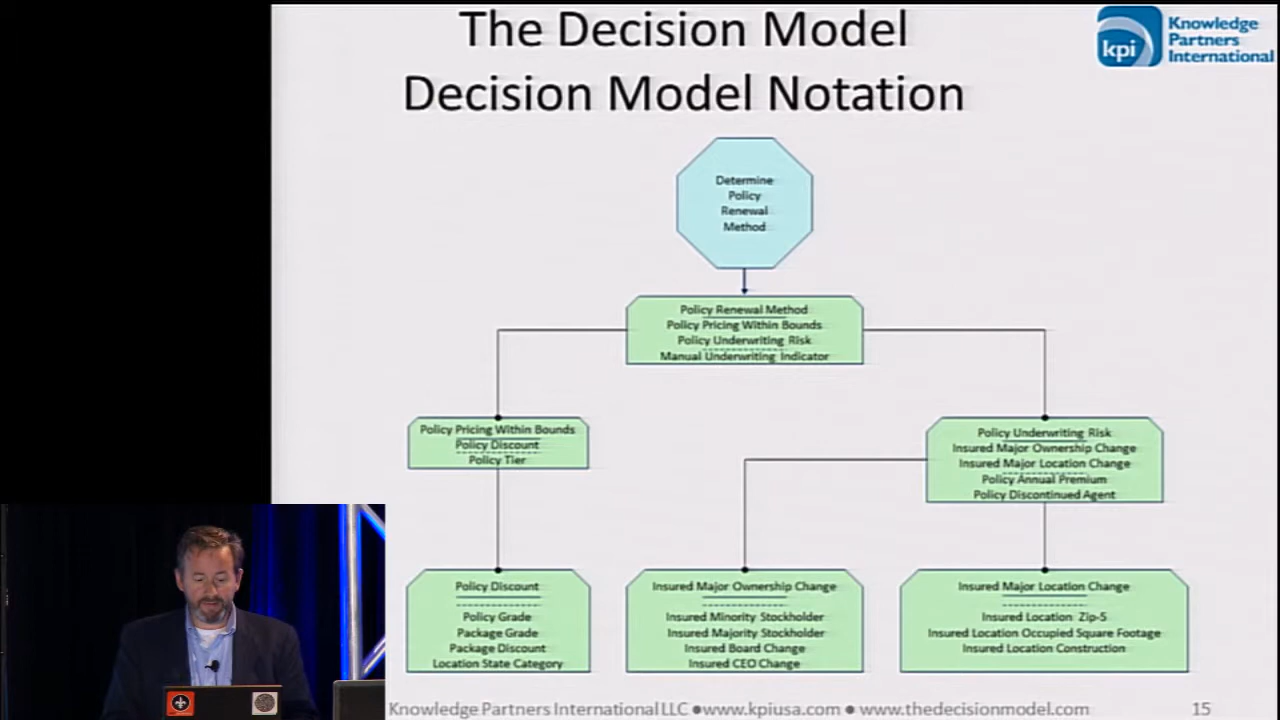 The Decision Model
Decision Model Notation
kpi
Knowledge
Partners
International
Determine
Policy
Renewal
Method
Policy Renewal Method
Policy Pricing Within Bounds
Policy Underwriting Risk
Manual Underwriting Indicator
Policy Pricing Within Bounds
Policy Discount
Policy Tier
Policy Underwriting Risk
Insured Major Ownership Change
Insured Major Location Change
Policy Annual Premium
Policy Discontinued Agent
Policy Discount
Policy Grade
Package Grade
Package Discount
Location State Category
Insured Major Ownership Change
Insured Minority Stockholder
Insured Majority Stockholder
Insured Board Change
Insured CEO Change
Insured Major Location Change
Insured Location Zip-5
Insured Location Occupied Square Footage
Insured Location Construction
Knowledge Partners International LLC ●www.kpiusa.com ● www.thedecisionmodel.com 15